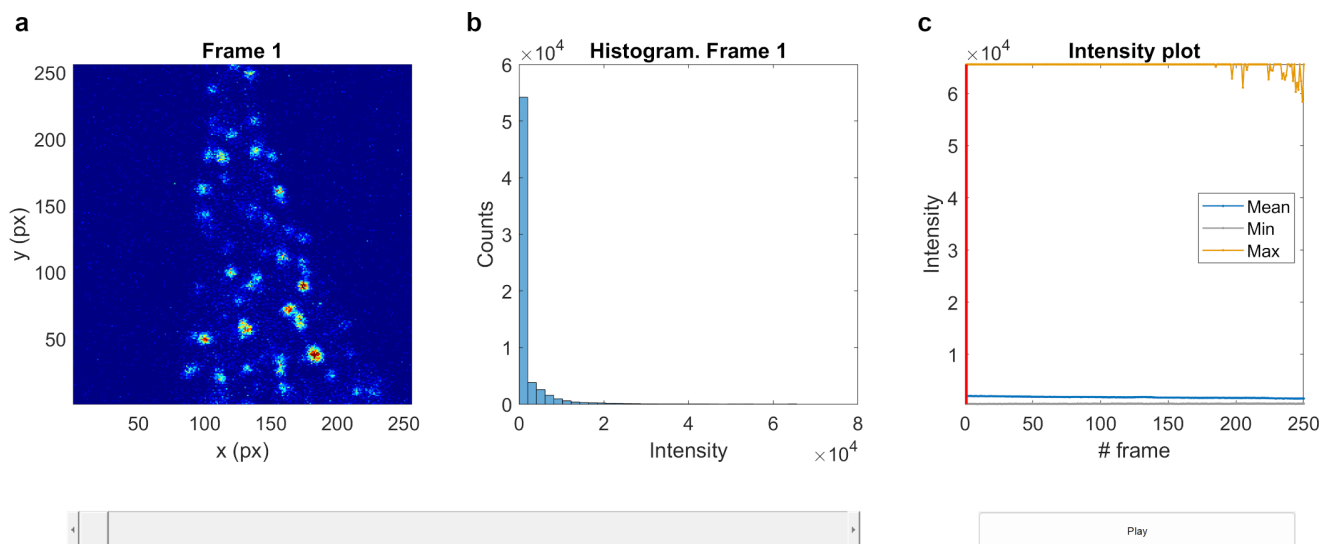 a
Frame 1
250
200
150
100
50
50 100 150 200 250
x (px)
y (px)
b
Histogram. Frame 1
×10⁴
6
5
4
3
2
1
0
0 2 4 6 8
×10⁴
Intensity
Counts
c
Intensity plot
×10⁴
6
5
4
3
2
1
0 50 100 150 200 250
# frame
Intensity
Mean
Min
Max
Play